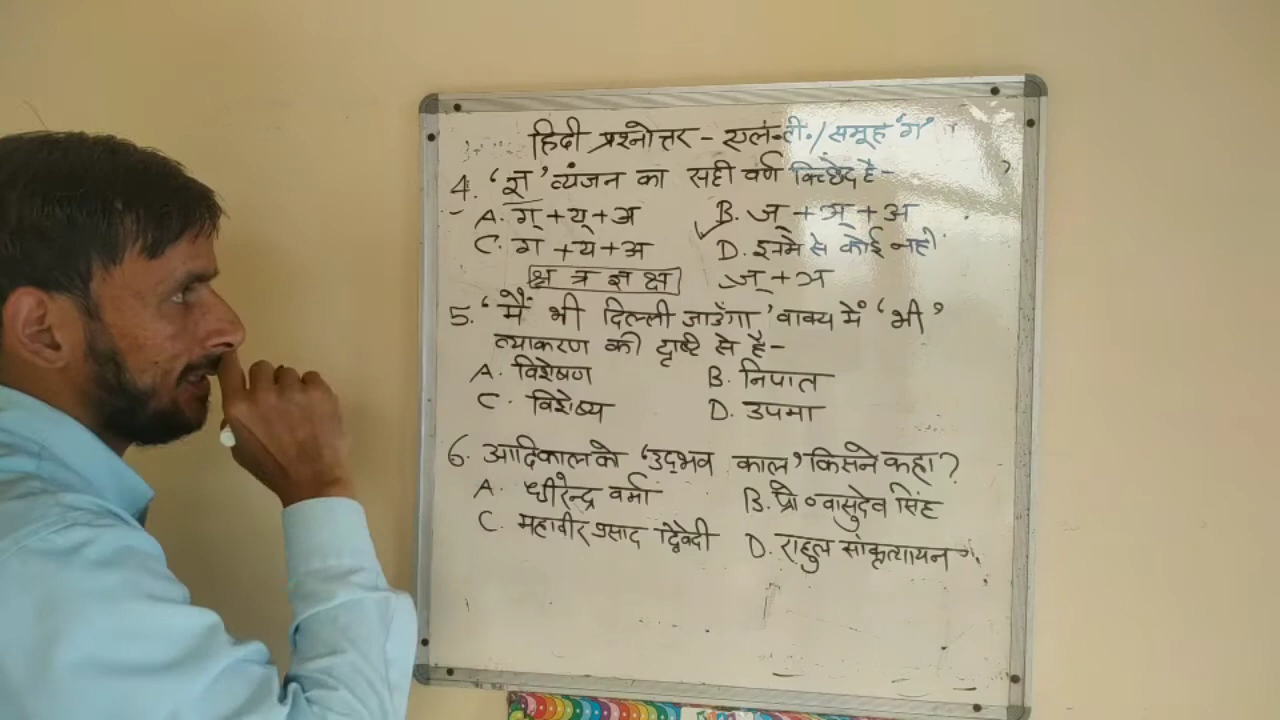 हिंदी प्रश्नोत्तर - एल॰टी॰/समूह 'ग'
4. 'ज्ञ' व्यंजन का सही वर्ण विच्छेद है-
A. ग् + य् + अ B. ज् + ञ् + अ
C. ग + य + अ D. इनमें से कोई नहीं
श्र त्र ज्ञ क्ष ज् + ञ
5. 'मैं भी दिल्ली जाउँगा' वाक्य में 'भी'
व्याकरण की दृष्टि से है-
A. विशेषण B. निपात
C. विशेष्य D. उपमा
6. आदिकाल को 'उद्भव काल' किसने कहा?
A. धीरेन्द्र वर्मा B. प्रो॰ वासुदेव सिंह
C. महावीर प्रसाद द्विवेदी D. राहुल सांकृत्यायन